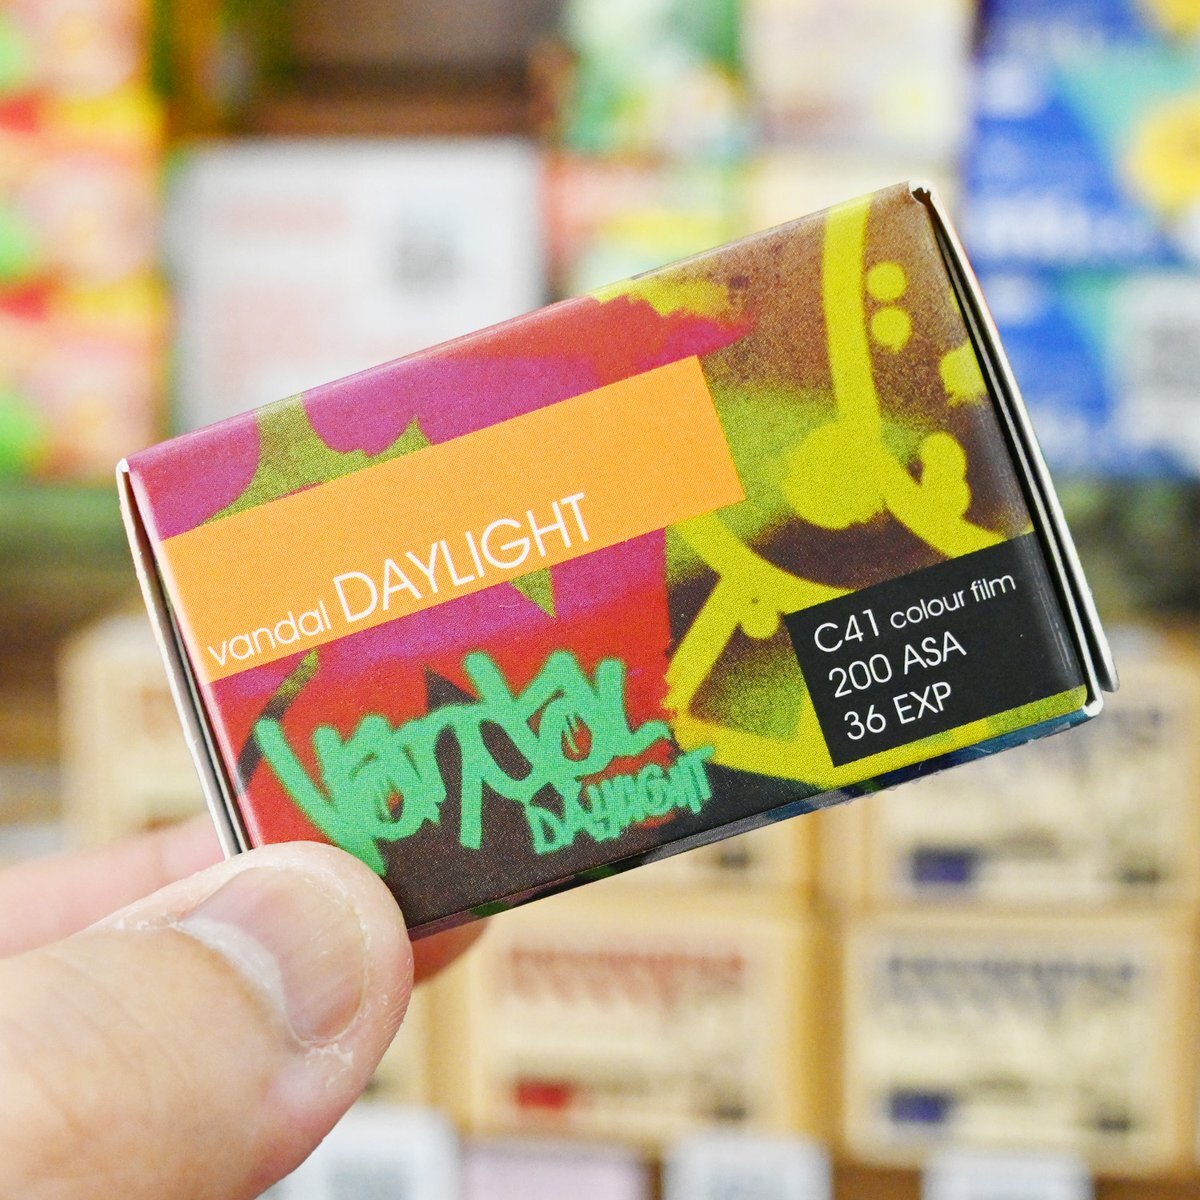 vandal DAYLIGHT
C41 colour film
200 ASA
36 EXP
vandal
DAYLIGHT